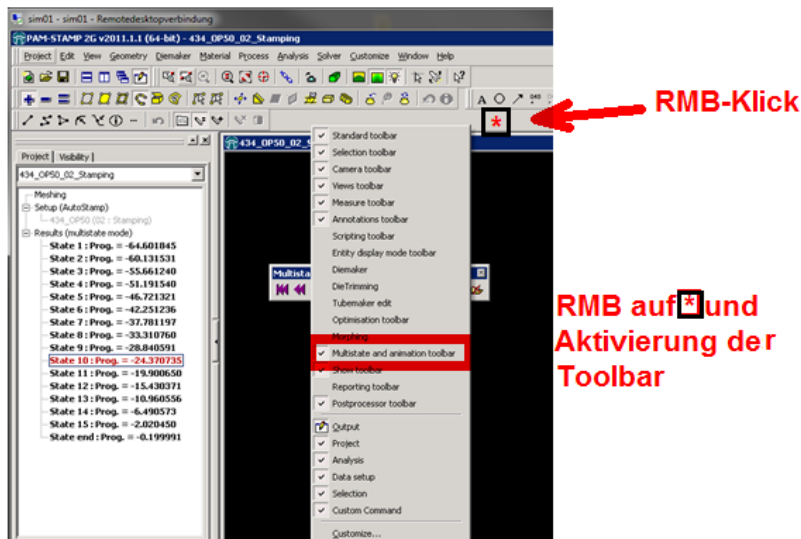 sim01 - sim01 - Remotedesktopverbindung
PAM-STAMP 2G v2011.1.1 (64-bit) - 434_OP50_02_Stamping
Project Edit View Geometry Diemaker Material Process Analysis Solver Customize Window Help
A
RMB-Klick
*
Project Visibility
434_OP50_02_Stamping
Meshing
Setup (AutoStamp)
434_OP50 (02 : Stamping)
Results (multistate mode)
State 1 : Prog. = -64.601845
State 2 : Prog. = -60.131531
State 3 : Prog. = -55.661240
State 4 : Prog. = -51.191540
State 5 : Prog. = -46.721321
State 6 : Prog. = -42.251236
State 7 : Prog. = -37.781197
State 8 : Prog. = -33.310760
State 9 : Prog. = -28.840591
State 10 : Prog. = -24.370735
State 11 : Prog. = -19.900650
State 12 : Prog. = -15.430371
State 13 : Prog. = -10.960556
State 14 : Prog. = -6.490573
State 15 : Prog. = -2.020450
State end : Prog. = -0.199991
434_OP50_02_S
Multista
Standard toolbar
Selection toolbar
Camera toolbar
Views toolbar
Measure toolbar
Annotations toolbar
Scripting toolbar
Entity display mode toolbar
Diemaker
DieTrimming
Tubemaker edit
Optimisation toolbar
Morphing
Multistate and animation toolbar
Show toolbar
Reporting toolbar
Postprocessor toolbar
Output
Project
Analysis
Data setup
Selection
Custom Command
Customize...
RMB auf * und
Aktivierung der
Toolbar